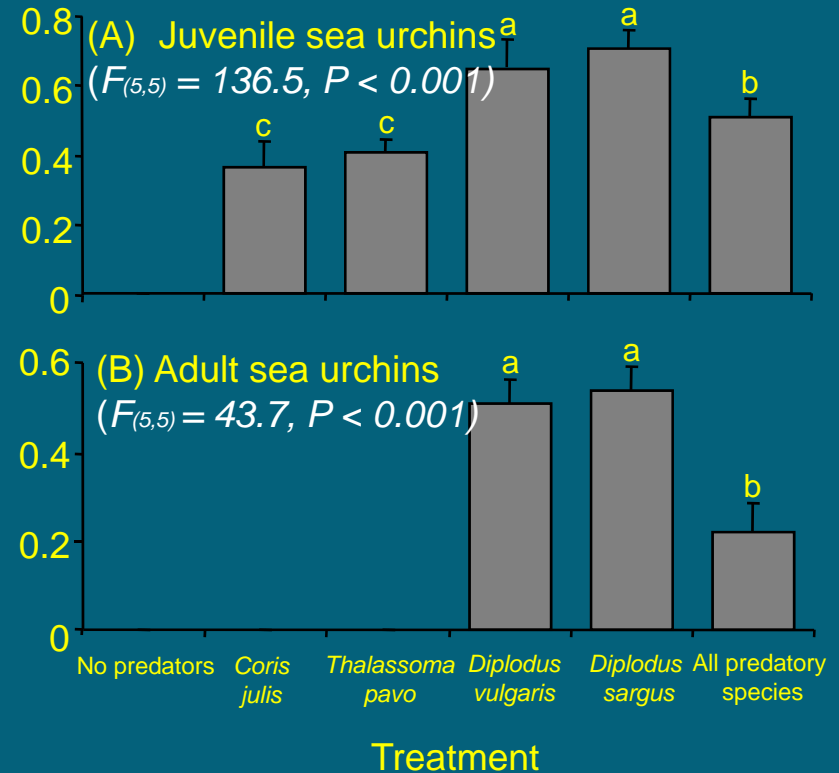 0.8
(A) Juvenile sea urchins
(F(5,5) = 136.5, P < 0.001)
0.6
0.4
0.2
0
c
c
a
a
b
0.6
(B) Adult sea urchins
(F(5,5) = 43.7, P < 0.001)
0.4
0.2
0
a
a
b
No predators
Coris
julis
Thalassoma
pavo
Diplodus
vulgaris
Diplodus
sargus
All predatory
species
Treatment